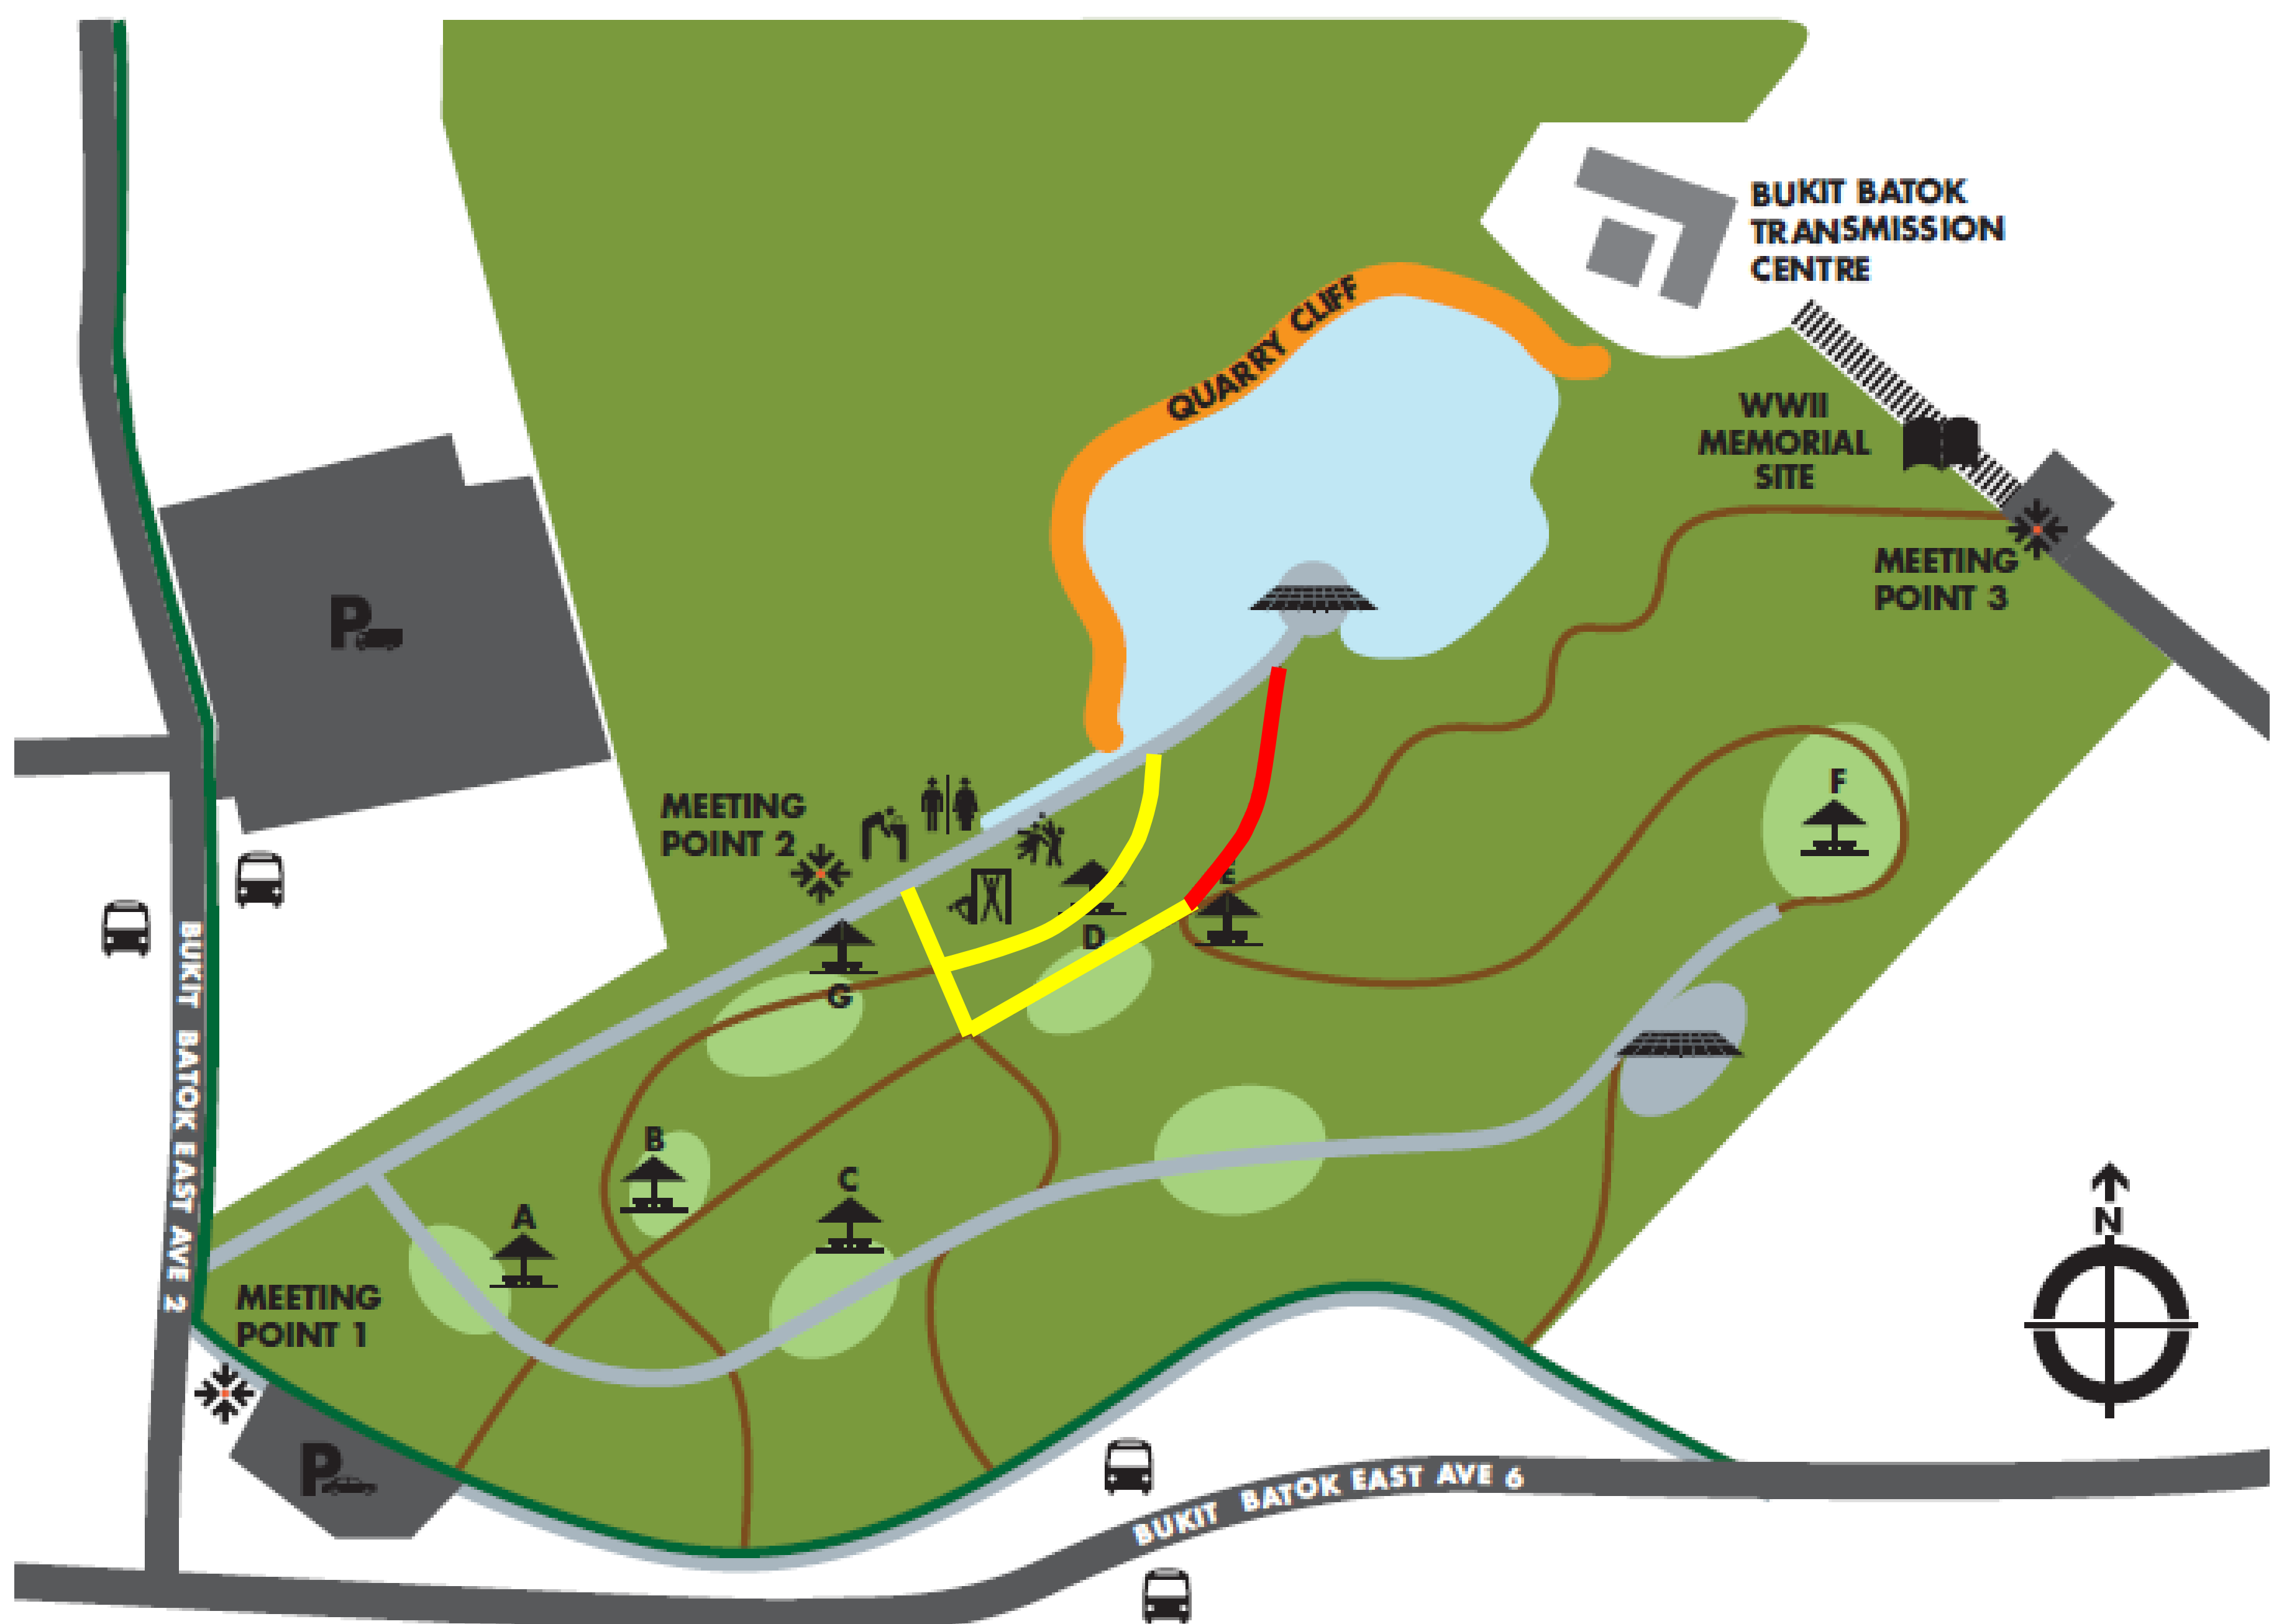 BUKIT BATOK
TRANSMISSION
CENTRE
QUARRY CLIFF
WWII
MEMORIAL
SITE
MEETING
POINT 3
P
F
MEETING
POINT 2
E
D
G
B
C
A
N
MEETING
POINT 1
P
BUKIT BATOK EAST AVE 2
BUKIT BATOK EAST AVE 6